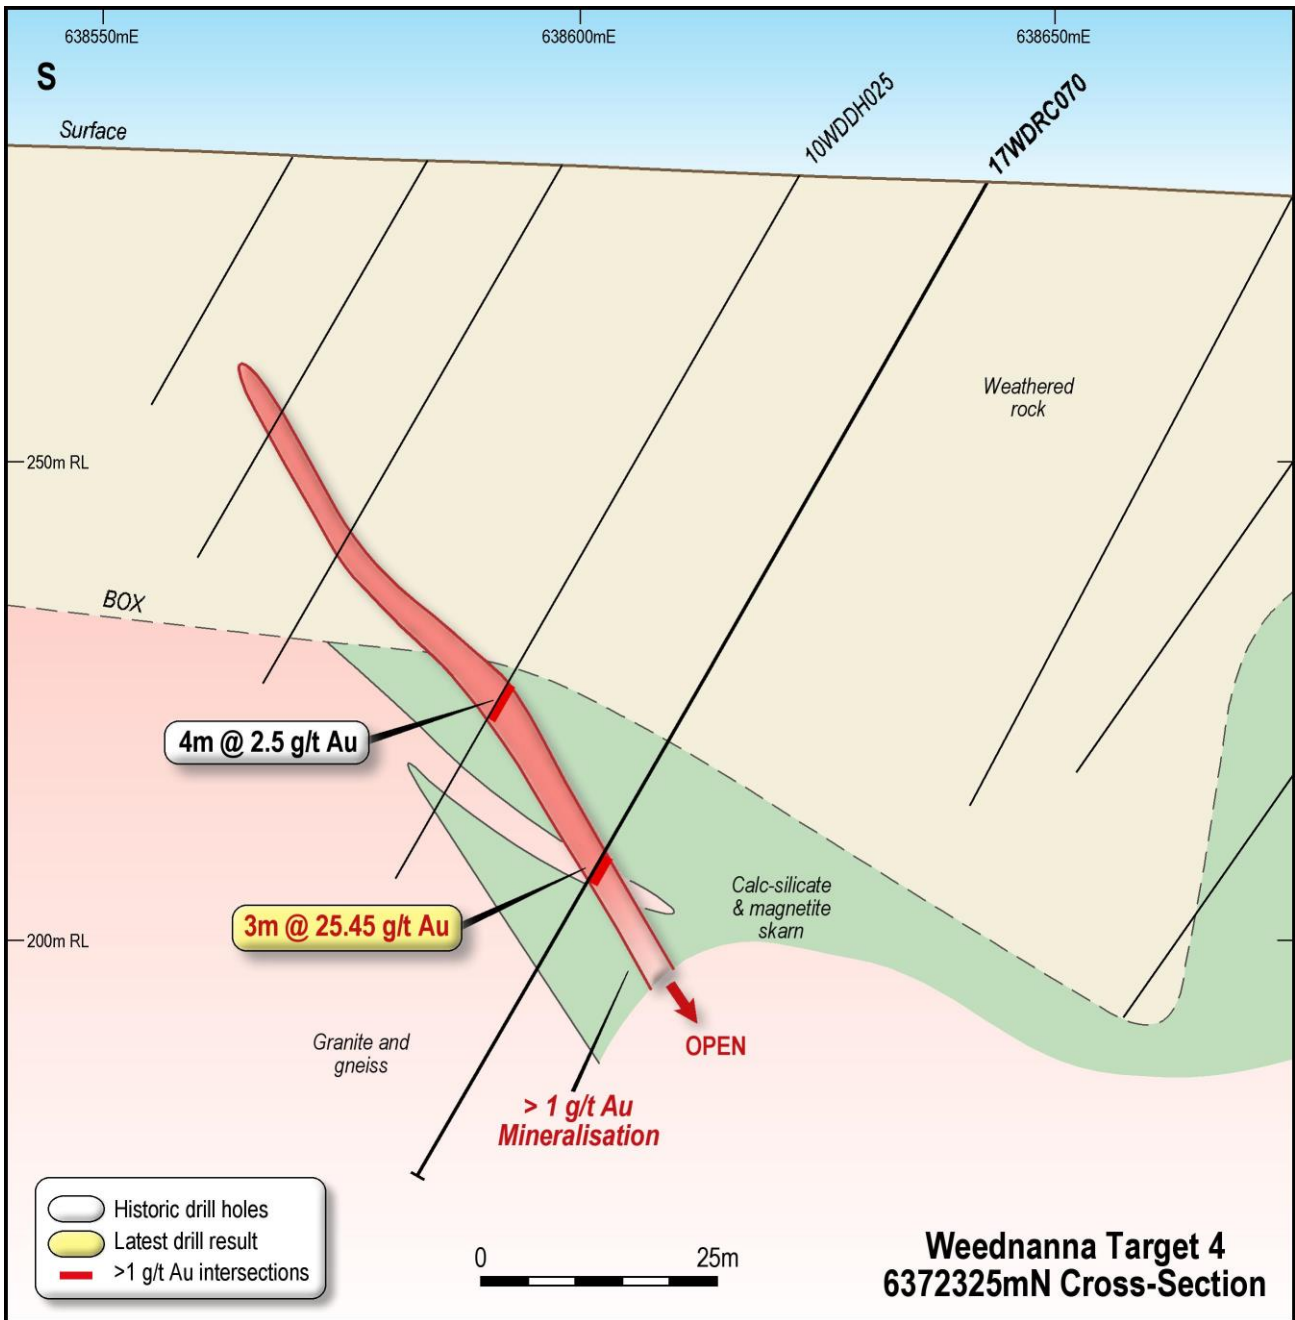 638550mE
638600mE
638650mE
S
Surface
10WDDH025
17WDRC070
Weathered
rock
250m RL
BOX
4m @ 2.5 g/t Au
3m @ 25.45 g/t Au
Calc-silicate
& magnetite
skarn
200m RL
Granite and
gneiss
OPEN
> 1 g/t Au
Mineralisation
Historic drill holes
Latest drill result
>1 g/t Au intersections
0 25m
Weednanna Target 4
6372325mN Cross-Section